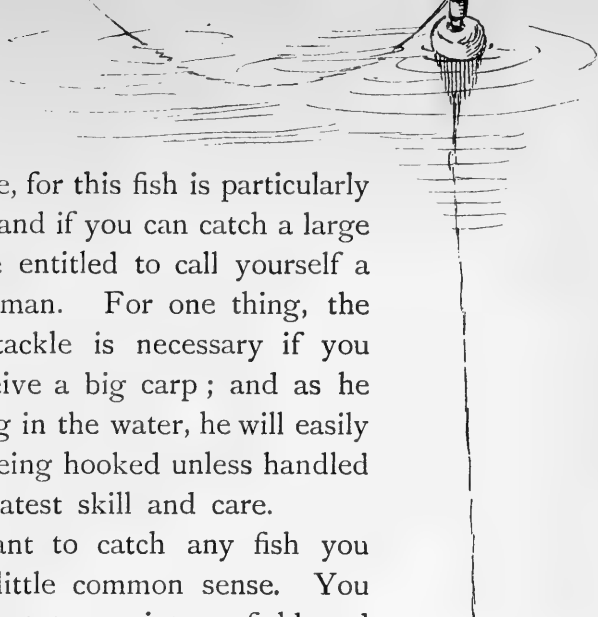 e, for this fish is particularly
and if you can catch a large
entitled to call yourself a
man. For one thing, the
tackle is necessary if you
eive a big carp; and as he
g in the water, he will easily
eing hooked unless handled
atest skill and care.
ant to catch any fish you
little common sense. You